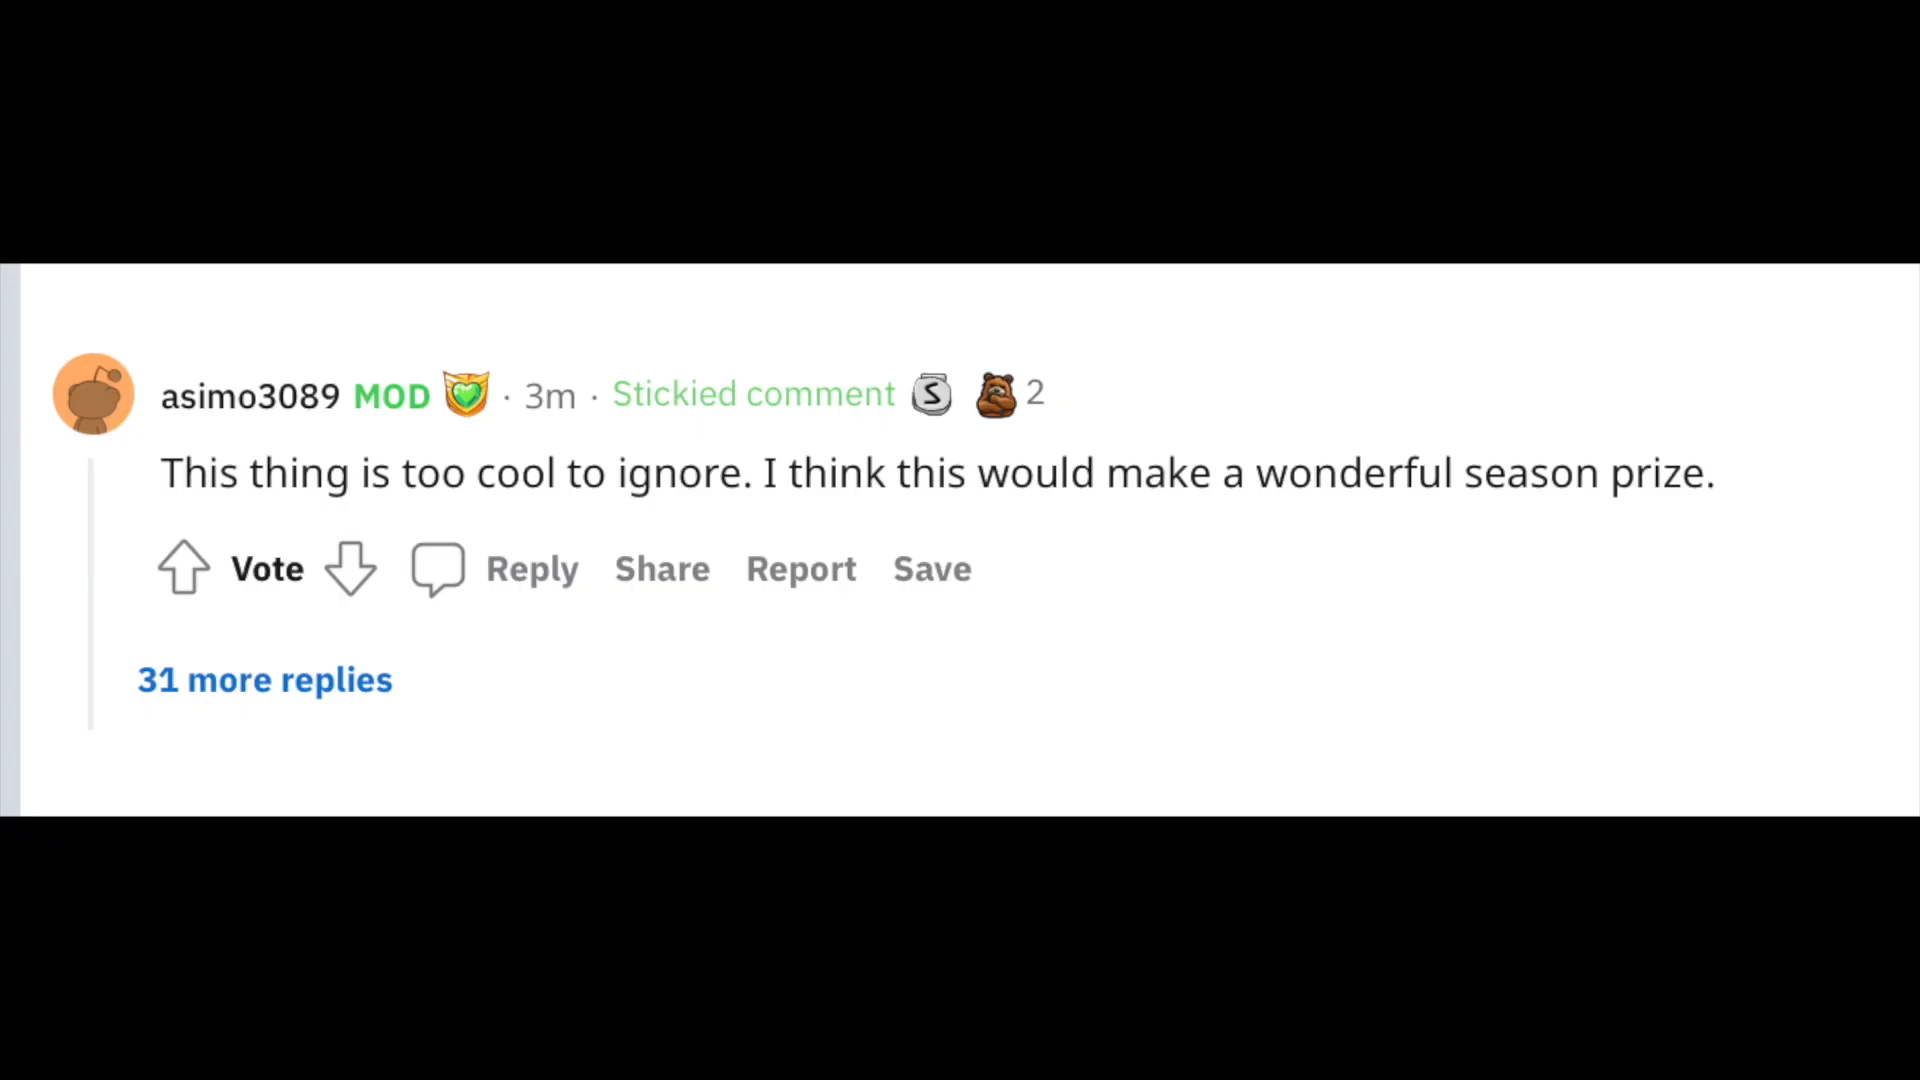 asimo3089 MOD · 3m · Stickied comment S 2
This thing is too cool to ignore. I think this would make a wonderful season prize.
Vote Reply Share Report Save
31 more replies